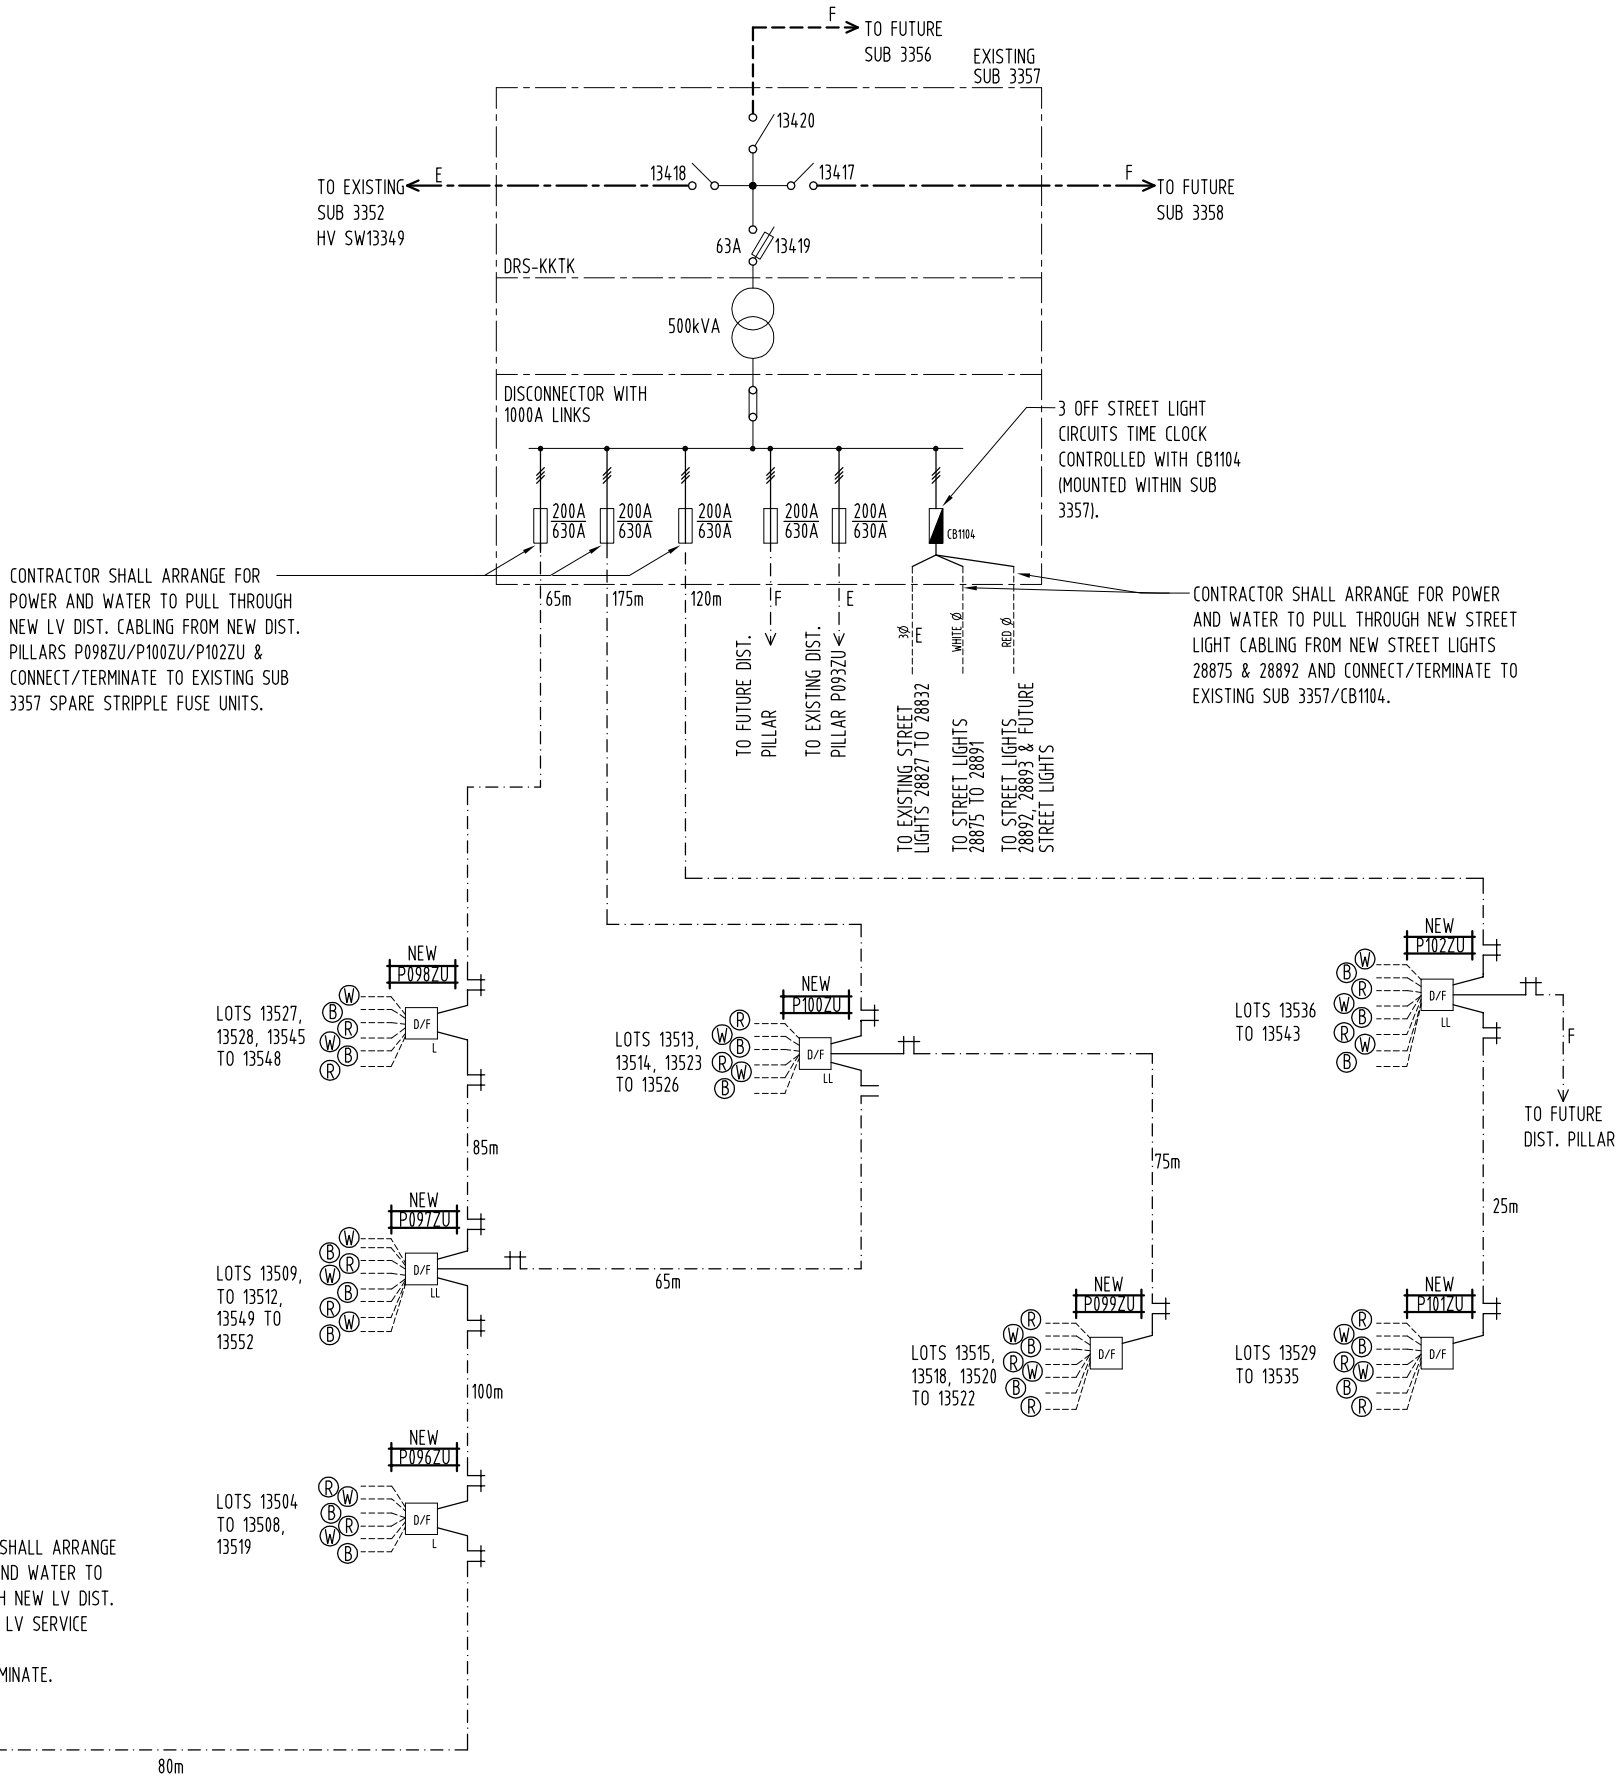 F
TO FUTURE
SUB 3356
EXISTING
SUB 3357
13420
13418
13417
E
F
TO EXISTING
SUB 3352
HV SW13349
TO FUTURE
SUB 3358
63A
13419
DRS-KKTK
500kVA
DISCONNECTOR WITH
1000A LINKS
3 OFF STREET LIGHT
CIRCUITS TIME CLOCK
CONTROLLED WITH CB1104
(MOUNTED WITHIN SUB
3357).
200A
630A
200A
630A
200A
630A
200A
630A
200A
630A
CB1104
CONTRACTOR SHALL ARRANGE FOR
POWER AND WATER TO PULL THROUGH
NEW LV DIST. CABLING FROM NEW DIST.
PILLARS P098ZU/P100ZU/P102ZU &
CONNECT/TERMINATE TO EXISTING SUB
3357 SPARE STRIPPLE FUSE UNITS.
65m
175m
120m
F
E
3Ø
E
WHITE Ø
RED Ø
CONTRACTOR SHALL ARRANGE FOR POWER
AND WATER TO PULL THROUGH NEW STREET
LIGHT CABLING FROM NEW STREET LIGHTS
28875 & 28892 AND CONNECT/TERMINATE TO
EXISTING SUB 3357/CB1104.
TO FUTURE DIST.
PILLAR
TO EXISTING DIST.
PILLAR P093ZU
TO EXISTING STREET
LIGHTS 28827 TO 28832
TO STREET LIGHTS
28875 TO 28891
TO STREET LIGHTS
28892, 28893 & FUTURE
STREET LIGHTS
NEW
P098ZU
LOTS 13527,
13528, 13545
TO 13548
W
B
R
W
B
R
D/F
L
NEW
P100ZU
LOTS 13513,
13514, 13523
TO 13526
R
W
B
R
W
B
D/F
LL
NEW
P102ZU
LOTS 13536
TO 13543
W
B
R
W
B
R
W
B
D/F
LL
F
TO FUTURE
DIST. PILLAR
85m
75m
25m
NEW
P097ZU
LOTS 13509,
TO 13512,
13549 TO
13552
W
B
R
W
B
R
W
B
D/F
LL
65m
NEW
P099ZU
LOTS 13515,
13518, 13520
TO 13522
R
W
B
R
W
B
R
D/F
NEW
P101ZU
LOTS 13529
TO 13535
R
W
B
R
W
B
R
D/F
100m
NEW
P096ZU
LOTS 13504
TO 13508,
13519
R
W
B
R
W
B
D/F
L
SHALL ARRANGE
ND WATER TO
H NEW LV DIST.
LV SERVICE
MINATE.
80m